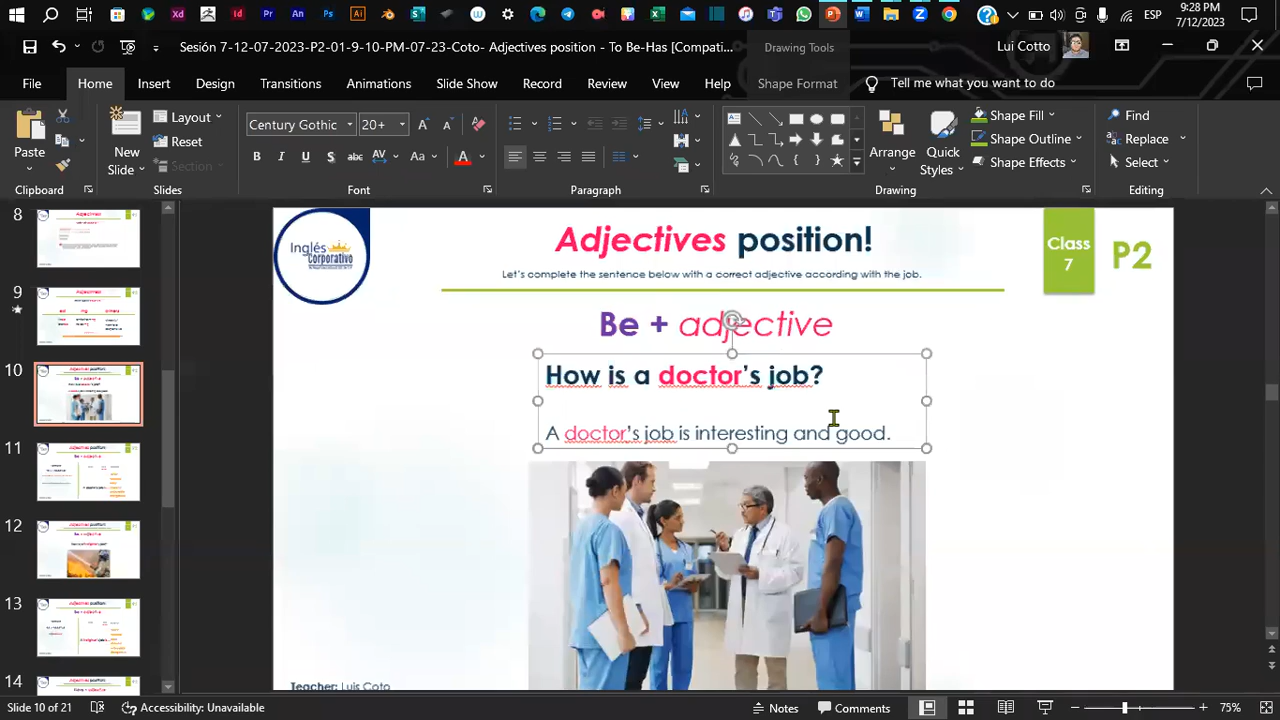 9:28 PM
ESP
7/12/2023
Sesión 7-12-07-2023-P2-01-9-10-PM-07-23-Coto- Adjectives position - To Be-Has [Compati...
Drawing Tools
Lui Cotto
File
Home
Insert
Design
Transitions
Animations
Slide Show
Record
Review
View
Help
Shape Format
Tell me what you want to do
Paste
New Slide
Layout
Reset
Section
Century Gothic
20+
Arrange
Quick Styles
Shape Fill
Shape Outline
Shape Effects
Find
Replace
Select
Clipboard
Slides
Font
Paragraph
Drawing
Editing
8
9
10
11
12
Inglés
Corporativo
Adjectives position!
Let's complete the sentence below with a correct adjective according with the job.
Class
7
P2
Be + adjective
How is a doctor's job?
A doctor's job is interesting and good.
Teacher: Luis Coto
Slide 10 of 21
Accessibility: Unavailable
Notes
Comments
75%